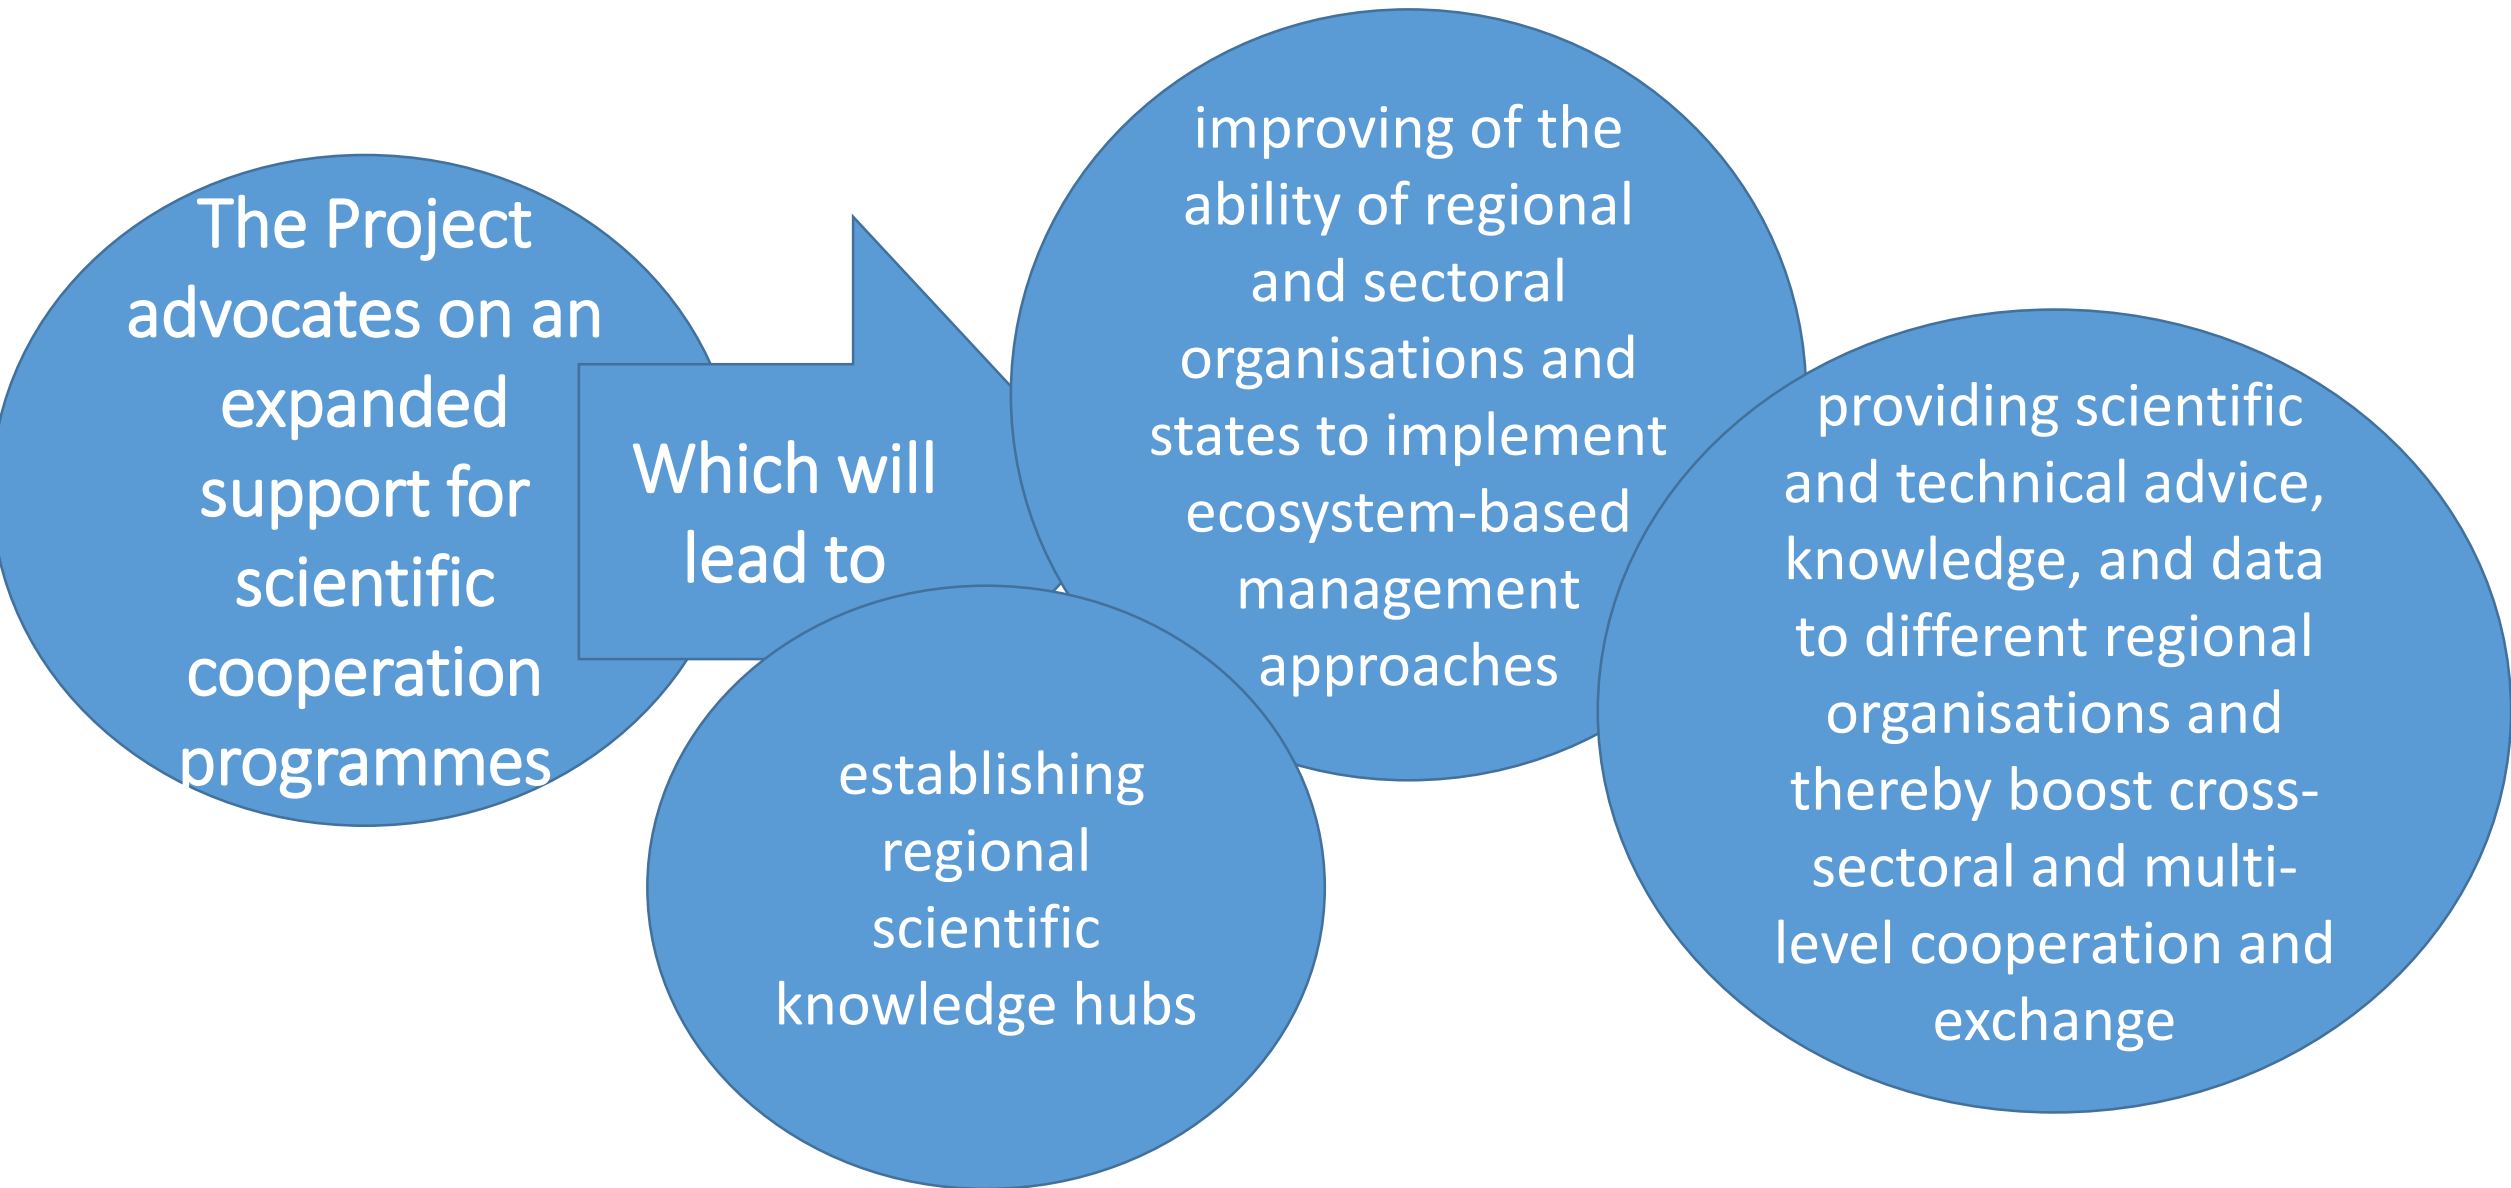 The Project
advocates on an
expanded
support for
scientific
cooperation
programmes
Which will
lead to
improving of the
ability of regional
and sectoral
organisations and
states to implement
ecosystem-based
management
approaches
establishing
regional
scientific
knowledge hubs
providing scientific
and technical advice,
knowledge, and data
to different regional
organisations and
thereby boost cross-
sectoral and multi-
level cooperation and
exchange